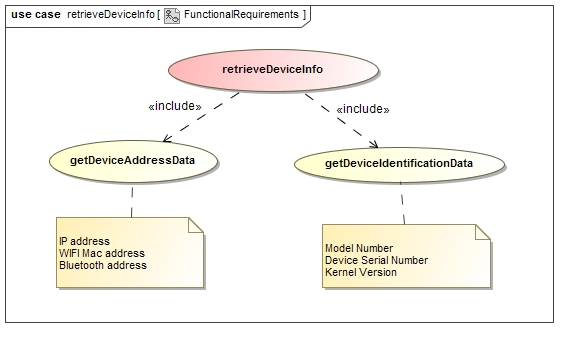 use case retrieveDeviceInfo [ FunctionalRequirements ]
retrieveDeviceInfo
«include»
«include»
getDeviceAddressData
getDeviceIdentificationData
IP address
WIFI Mac address
Bluetooth address
Model Number
Device Serial Number
Kernel Version